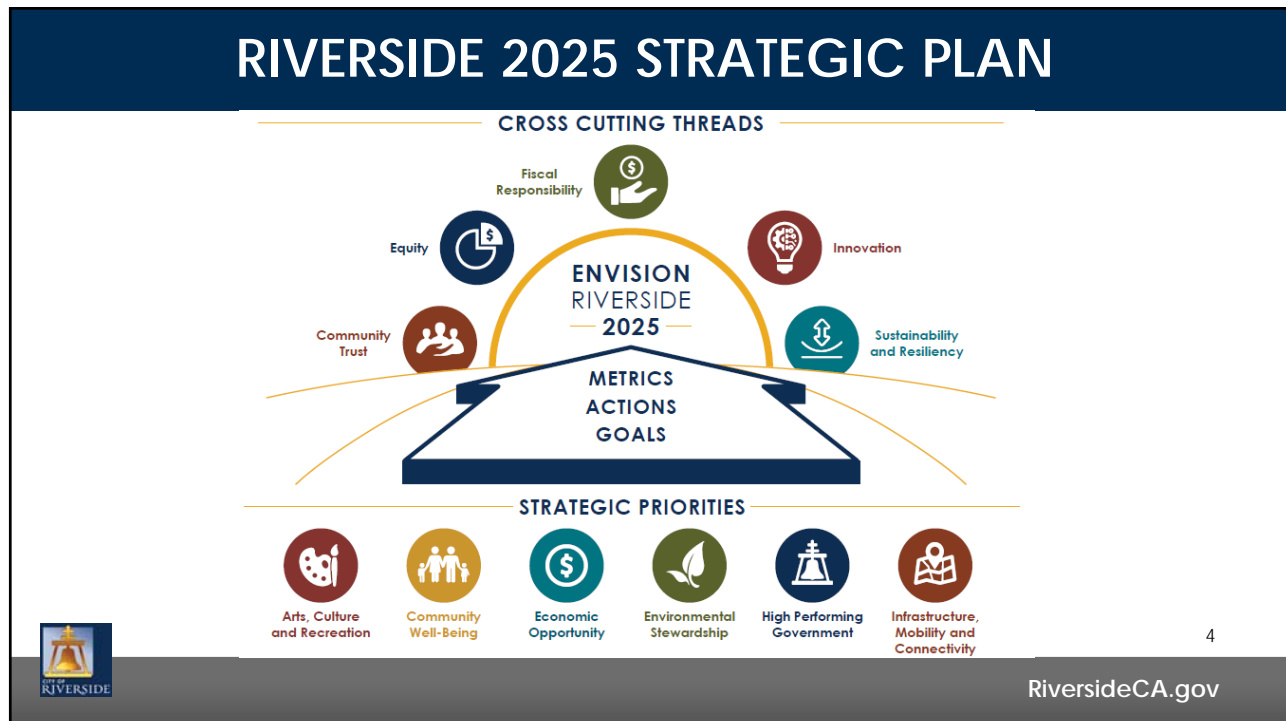 RIVERSIDE 2025 STRATEGIC PLAN
CROSS CUTTING THREADS
Fiscal
Responsibility
$
Equity
$
Innovation
Community
Trust
Sustainability
and Resiliency
ENVISION
RIVERSIDE
2025
METRICS
ACTIONS
GOALS
STRATEGIC PRIORITIES
$
Arts, Culture
and Recreation
Community
Well-Being
Economic
Opportunity
Environmental
Stewardship
High Performing
Government
Infrastructure,
Mobility and
Connectivity
4
CITY OF
RIVERSIDE
RiversideCA.gov